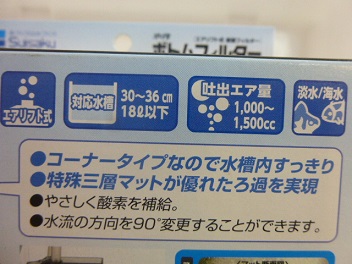 Suisaku
ボトムフィルター
エアリフト式
対応水槽
30〜36㎝
18ℓ以下
吐出エア量
1,000〜
1,500cc
淡水/海水
●コーナータイプなので水槽内すっきり
●特殊三層マットが優れたろ過を実現
●やさしく酸素を補給。
●水流の方向を90°変更することができます。